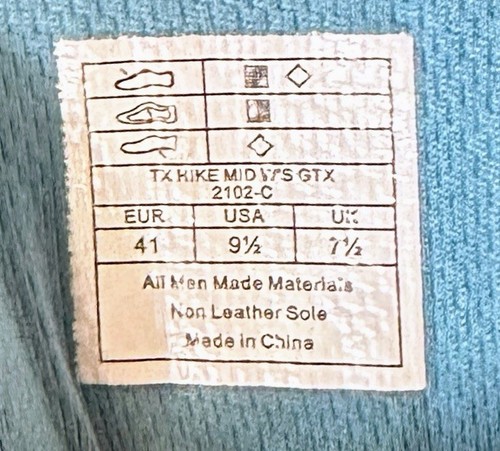 TX HIKE MID W'S GTX
2102-C
EUR USA UK
41 9½ 7½
All Men Made Materials
Non Leather Sole
Made in China